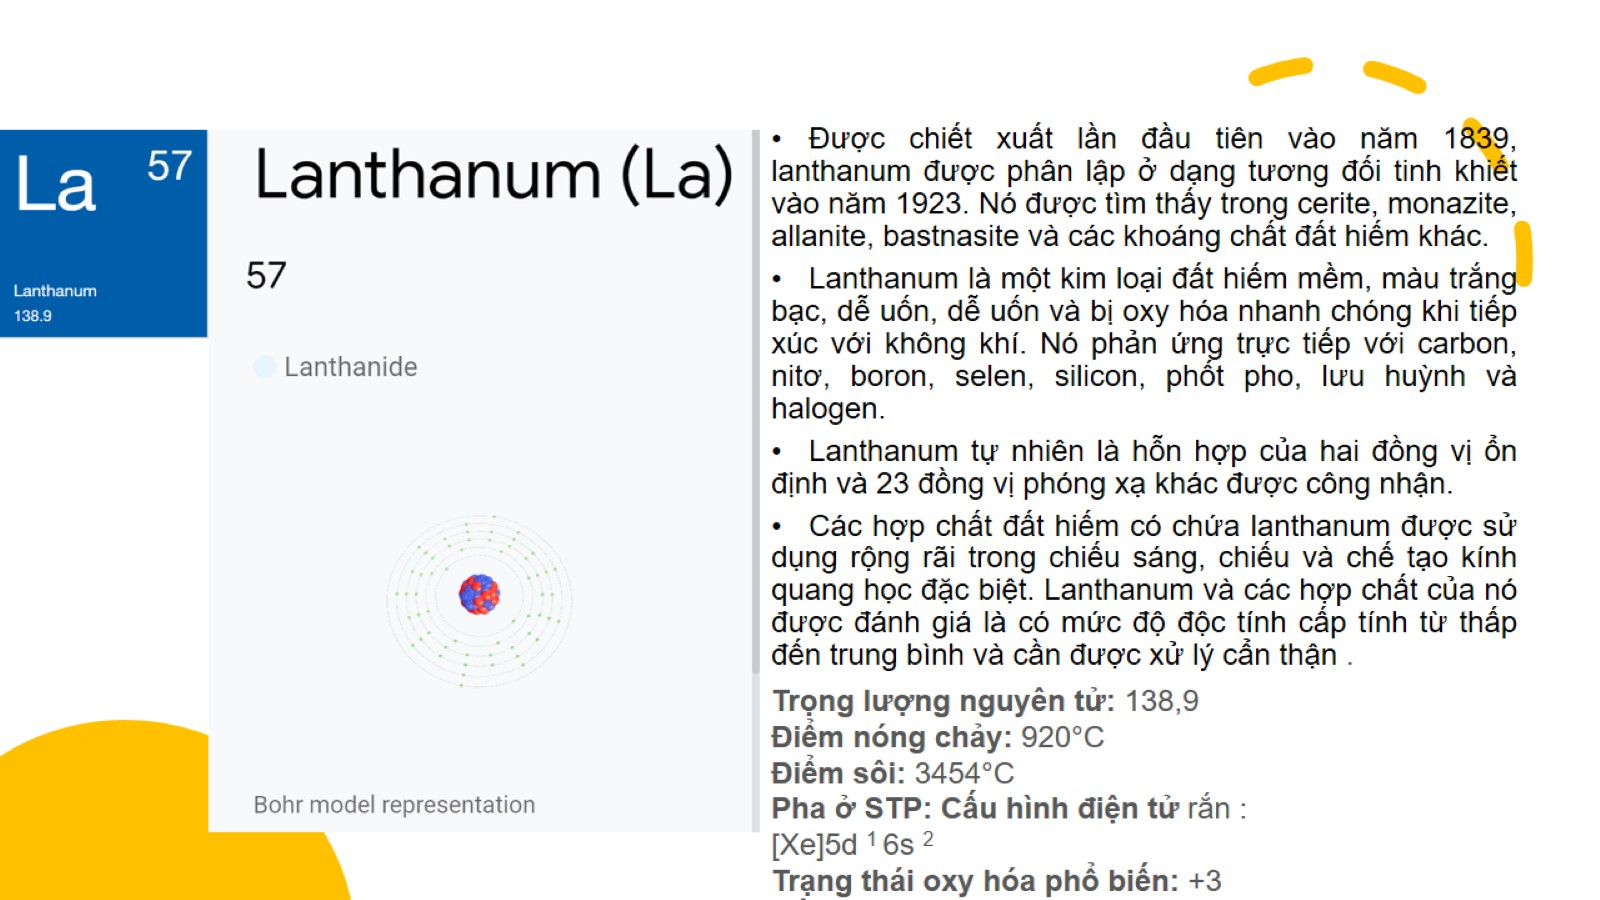 La
57
Lanthanum
138.9
Lanthanum (La)
57
Lanthanide
Bohr model representation
• Được chiết xuất lần đầu tiên vào năm 1839,
lanthanum được phân lập ở dạng tương đối tinh khiết
vào năm 1923. Nó được tìm thấy trong cerite, monazite,
allanite, bastnasite và các khoáng chất đất hiếm khác.
• Lanthanum là một kim loại đất hiếm mềm, màu trắng
bạc, dễ uốn, dễ uốn và bị oxy hóa nhanh chóng khi tiếp
xúc với không khí. Nó phản ứng trực tiếp với carbon,
nitơ, boron, selen, silicon, phốt pho, lưu huỳnh và
halogen.
• Lanthanum tự nhiên là hỗn hợp của hai đồng vị ổn
định và 23 đồng vị phóng xạ khác được công nhận.
• Các hợp chất đất hiếm có chứa lanthanum được sử
dụng rộng rãi trong chiếu sáng, chiếu và chế tạo kính
quang học đặc biệt. Lanthanum và các hợp chất của nó
được đánh giá là có mức độ độc tính cấp tính từ thấp
đến trung bình và cần được xử lý cẩn thận .
Trọng lượng nguyên tử: 138,9
Điểm nóng chảy: 920°C
Điểm sôi: 3454°C
Pha ở STP: Cấu hình điện tử rắn :
[Xe]5d ¹ 6s ²
Trạng thái oxy hóa phổ biến: +3